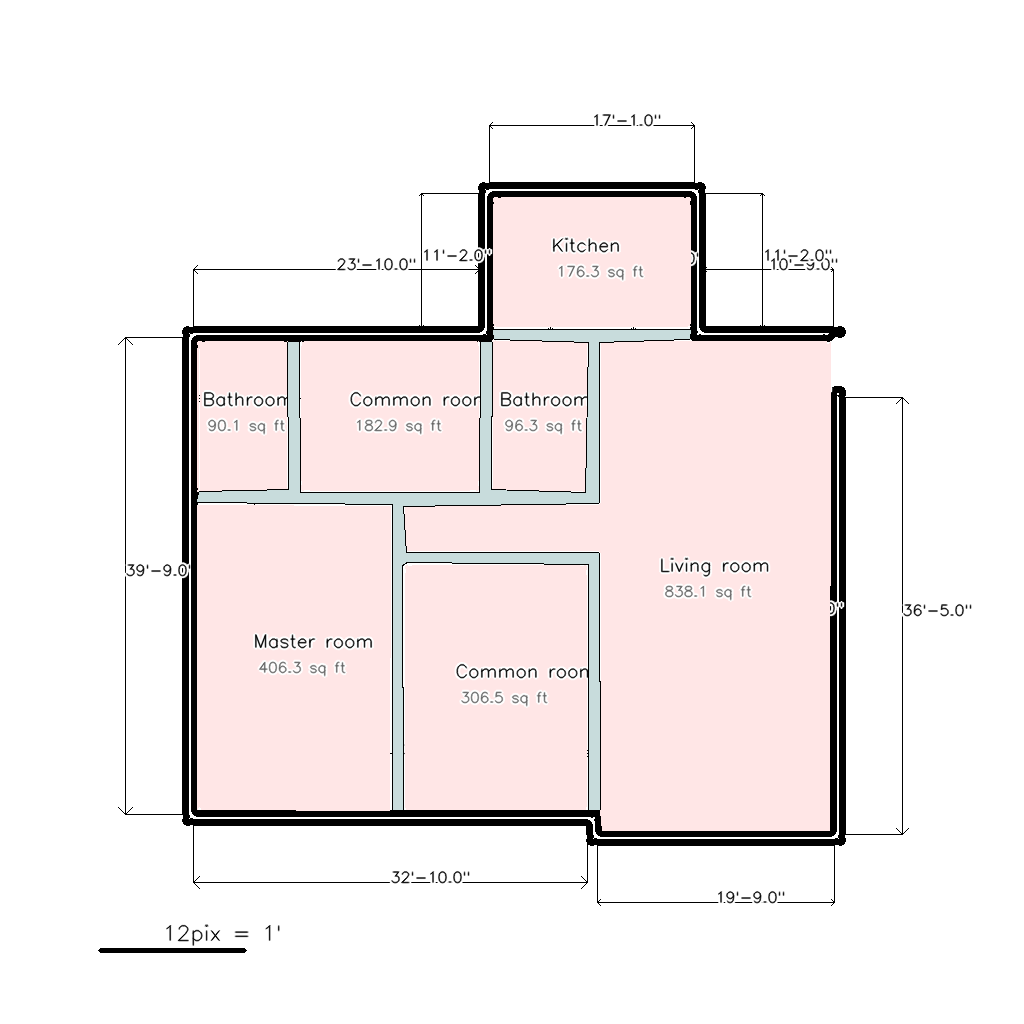 17'-1.0"
Kitchen
176.3 sq ft
11'-2.0"
11'-2.0"
23'-10.0"
10'-9.0"
Bathroom
90.1 sq ft
Common room
182.9 sq ft
Bathroom
96.3 sq ft
39'-9.0'
Living room
838.1 sq ft
0"
36'-5.0"
Master room
406.3 sq ft
Common room
306.5 sq ft
32'-10.0"
19'-9.0"
12pix = 1'